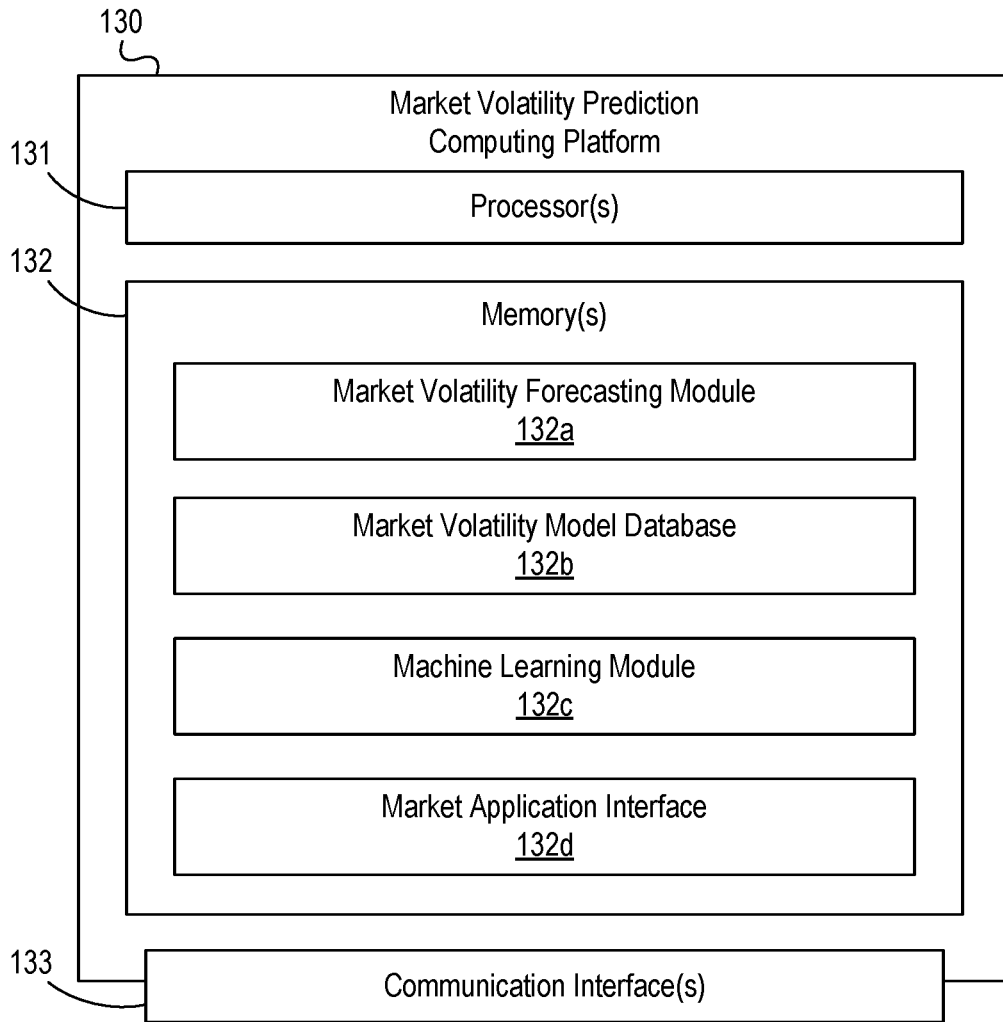 130
Market Volatility Prediction
Computing Platform
131
Processor(s)
132
Memory(s)
Market Volatility Forecasting Module
132a
Market Volatility Model Database
132b
Machine Learning Module
132c
Market Application Interface
132d
133
Communication Interface(s)